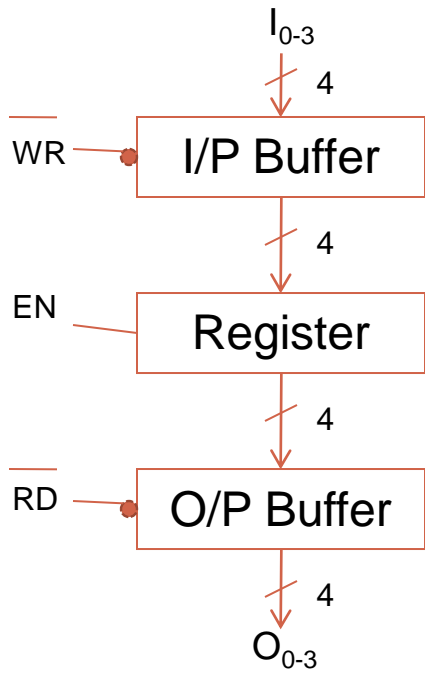 I0-3
4
WR
I/P Buffer
4
EN
Register
4
RD
O/P Buffer
4
O0-3